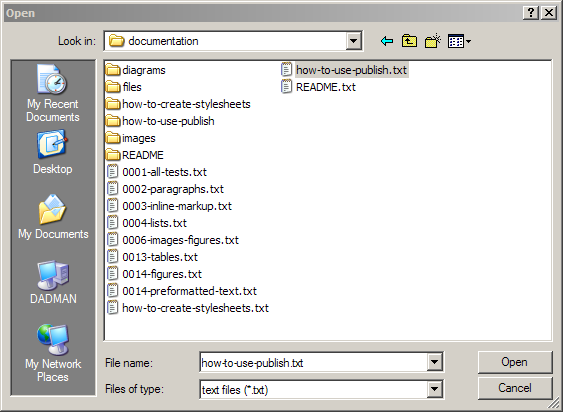 Open
Look in: documentation
My Recent
Documents
Desktop
My Documents
DADMAN
My Network
Places
diagrams
files
how-to-create-stylesheets
how-to-use-publish
images
README
0001-all-tests.txt
0002-paragraphs.txt
0003-inline-markup.txt
0004-lists.txt
0006-images-figures.txt
0013-tables.txt
0014-figures.txt
0014-preformatted-text.txt
how-to-create-stylesheets.txt
how-to-use-publish.txt
README.txt
File name: how-to-use-publish.txt Open
Files of type: text files (*.txt) Cancel